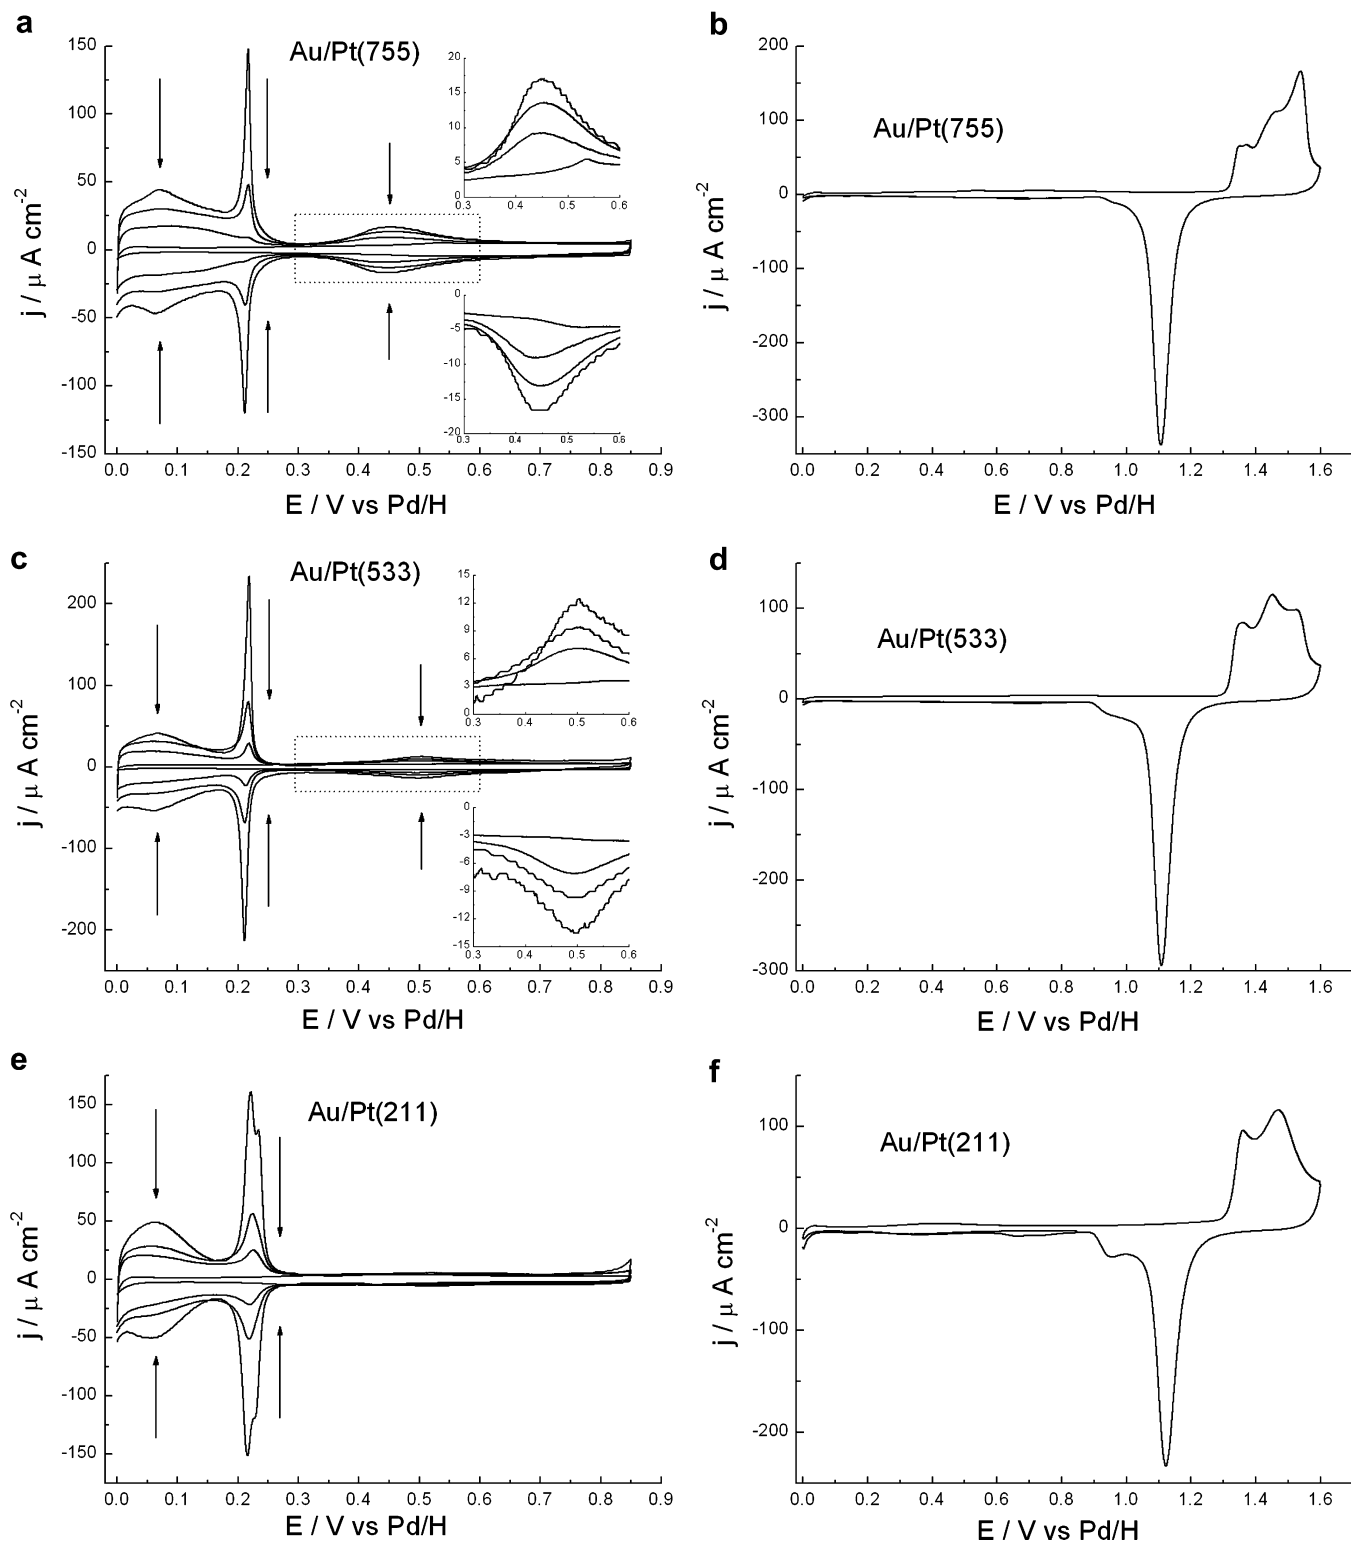 a
Au/Pt(755)
150
100
50
0
-50
-100
-150
j / μ A cm-2
0.0 0.1 0.2 0.3 0.4 0.5 0.6 0.7 0.8 0.9
E / V vs Pd/H
20
15
10
5
0
0.3 0.4 0.5 0.6
0
-5
-10
-15
-20
0.3 0.4 0.5 0.6
b
Au/Pt(755)
200
100
0
-100
-200
-300
j / μ A cm-2
0.0 0.2 0.4 0.6 0.8 1.0 1.2 1.4 1.6
E / V vs Pd/H
c
Au/Pt(533)
200
100
0
-100
-200
j / μ A cm-2
0.0 0.1 0.2 0.3 0.4 0.5 0.6 0.7 0.8 0.9
E / V vs Pd/H
15
12
9
6
3
0
0.3 0.4 0.5 0.6
0
-3
-6
-9
-12
-15
0.3 0.4 0.5 0.6
d
Au/Pt(533)
100
0
-100
-200
-300
j / μ A cm-2
0.0 0.2 0.4 0.6 0.8 1.0 1.2 1.4 1.6
E / V vs Pd/H
e
Au/Pt(211)
150
100
50
0
-50
-100
-150
j / μ A cm-2
0.0 0.1 0.2 0.3 0.4 0.5 0.6 0.7 0.8 0.9
E / V vs Pd/H
f
Au/Pt(211)
100
0
-100
-200
j / μ A cm-2
0.0 0.2 0.4 0.6 0.8 1.0 1.2 1.4 1.6
E / V vs Pd/H